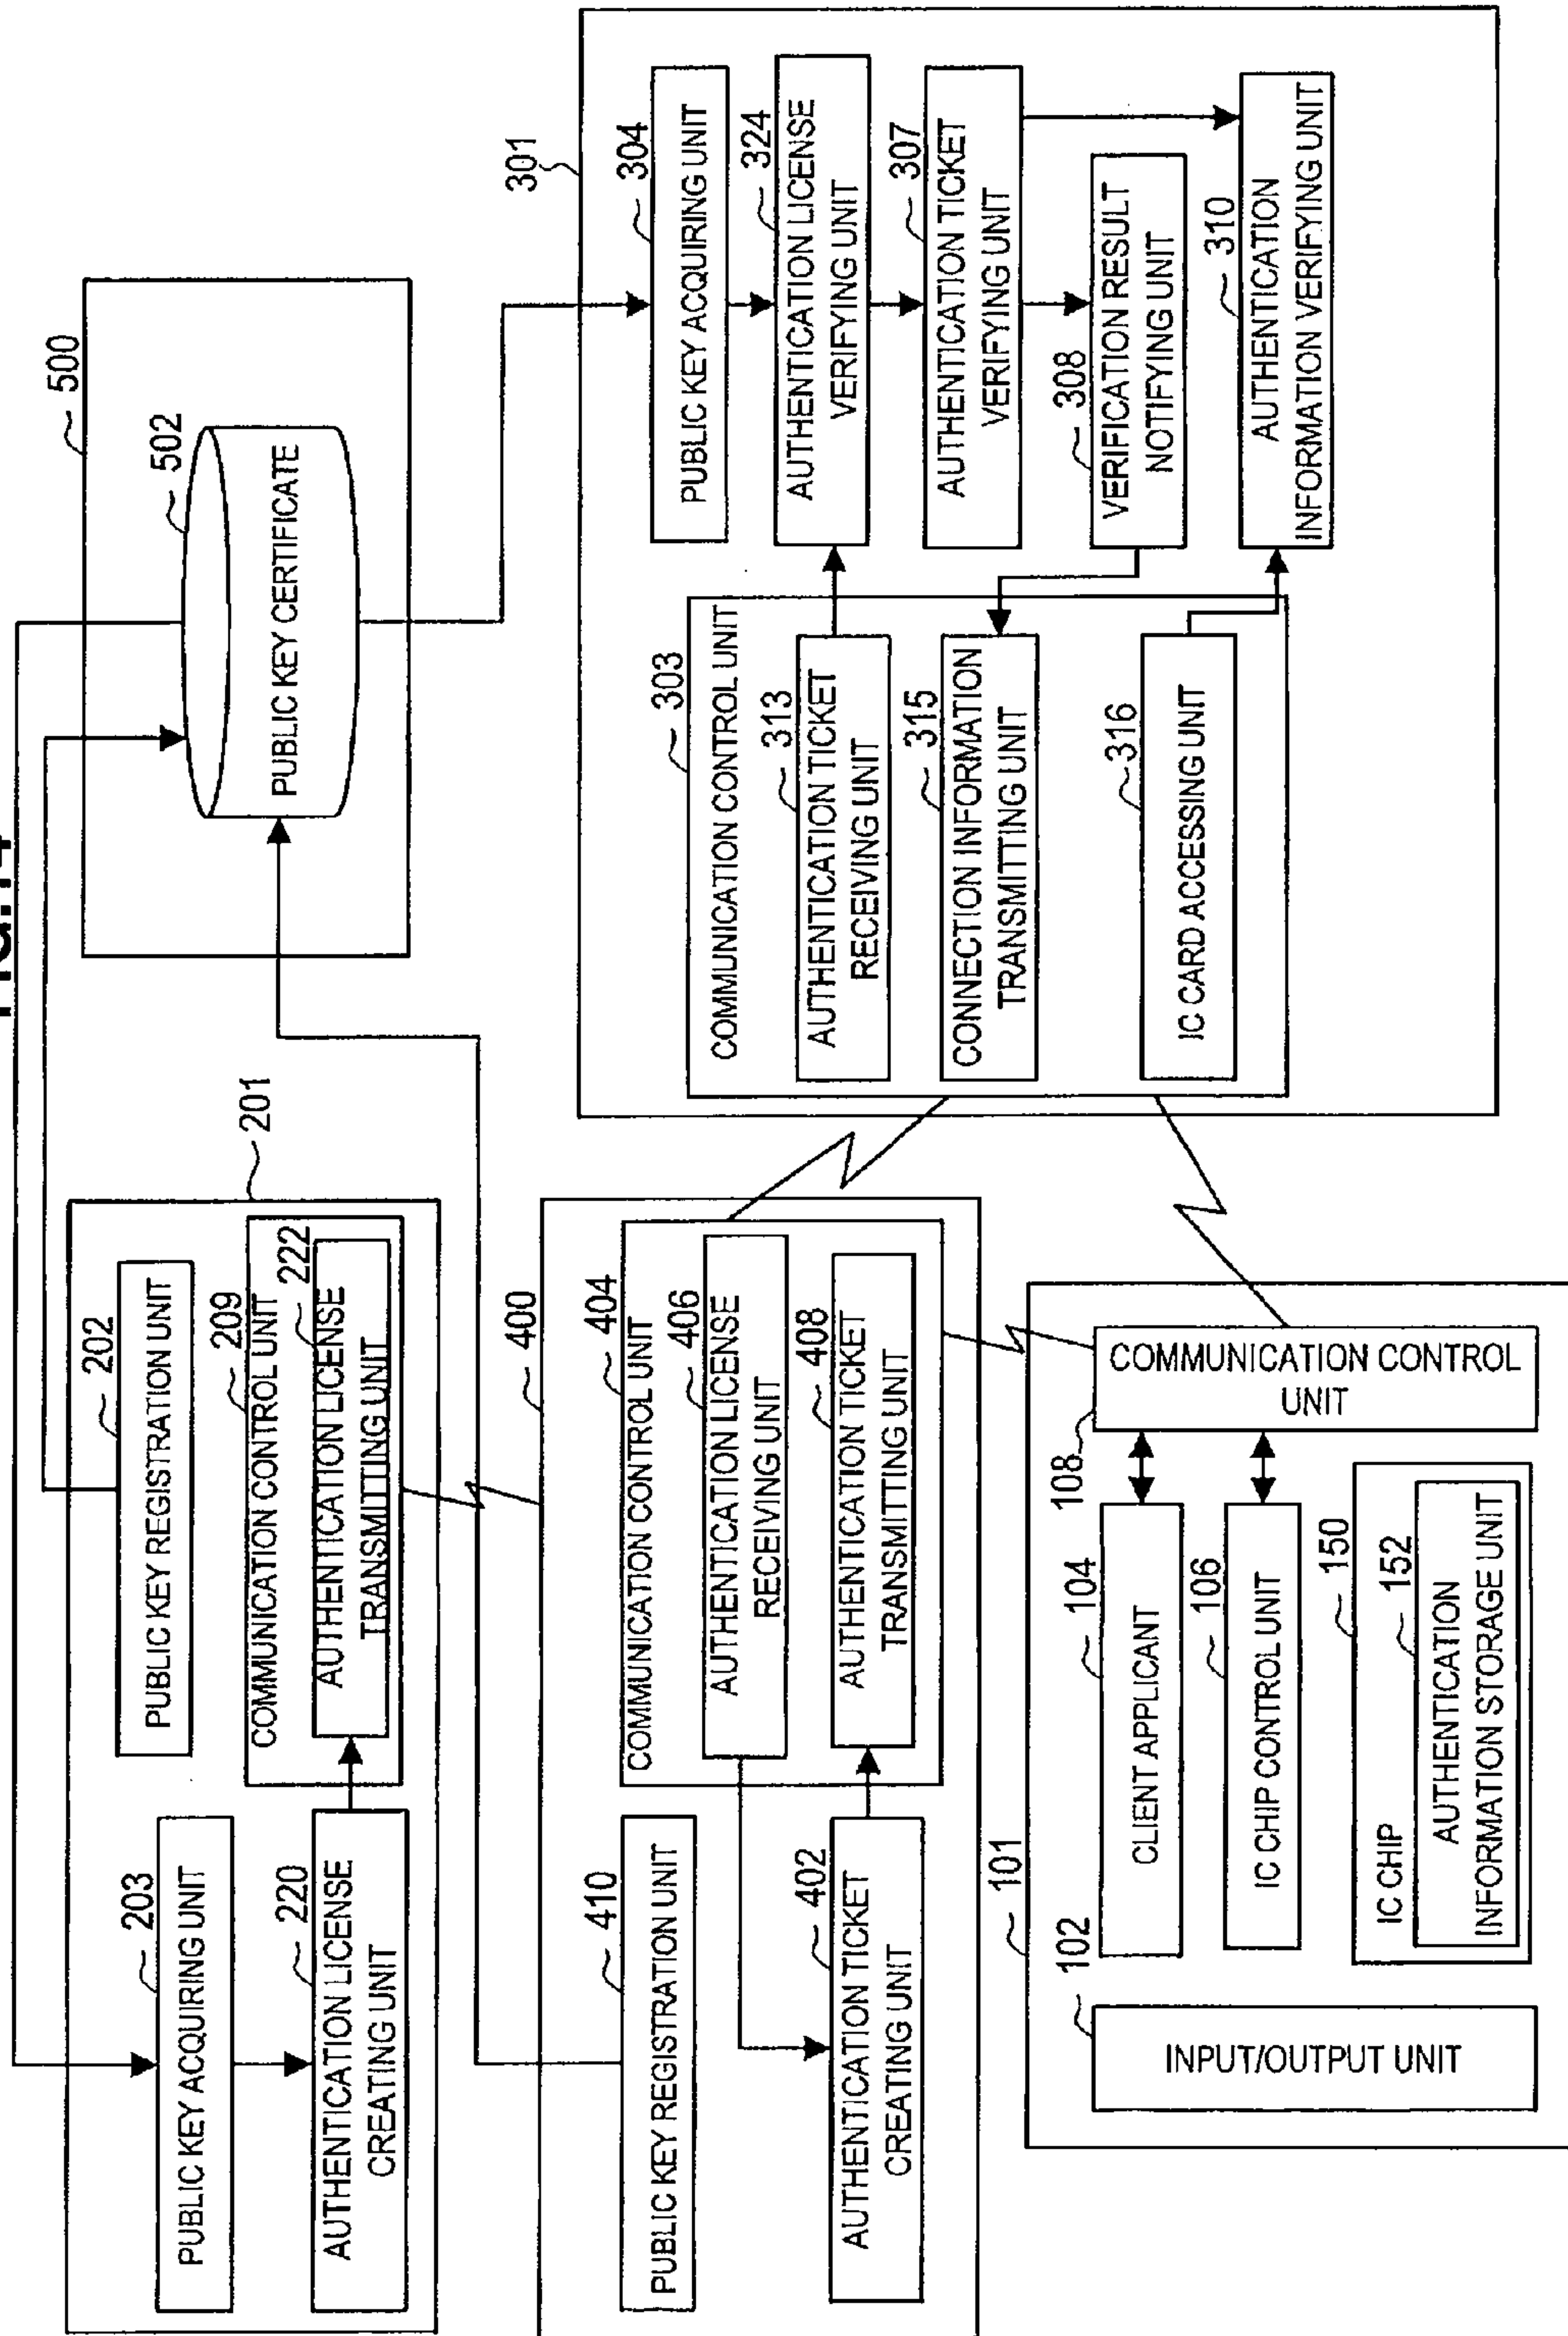 500
502
PUBLIC KEY CERTIFICATE
201
203
PUBLIC KEY ACQUIRING UNIT
202
PUBLIC KEY REGISTRATION UNIT
220
AUTHENTICATION LICENSE
CREATING UNIT
209
COMMUNICATION CONTROL UNIT
222
AUTHENTICATION LICENSE
TRANSMITTING UNIT
400
410
PUBLIC KEY REGISTRATION UNIT
404
COMMUNICATION CONTROL UNIT
406
AUTHENTICATION LICENSE
RECEIVING UNIT
402
AUTHENTICATION TICKET
CREATING UNIT
408
AUTHENTICATION TICKET
TRANSMITTING UNIT
301
304
PUBLIC KEY ACQUIRING UNIT
303
COMMUNICATION CONTROL UNIT
324
AUTHENTICATION LICENSE
VERIFYING UNIT
313
AUTHENTICATION TICKET
RECEIVING UNIT
307
AUTHENTICATION TICKET
VERIFYING UNIT
315
CONNECTION INFORMATION
TRANSMITTING UNIT
308
VERIFICATION RESULT
NOTIFYING UNIT
316
IC CARD ACCESSING UNIT
310
AUTHENTICATION
INFORMATION VERIFYING UNIT
101
102
INPUT/OUTPUT UNIT
104
CLIENT APPLICANT
108
COMMUNICATION CONTROL
UNIT
106
IC CHIP CONTROL UNIT
150
IC CHIP
152
AUTHENTICATION
INFORMATION STORAGE UNIT